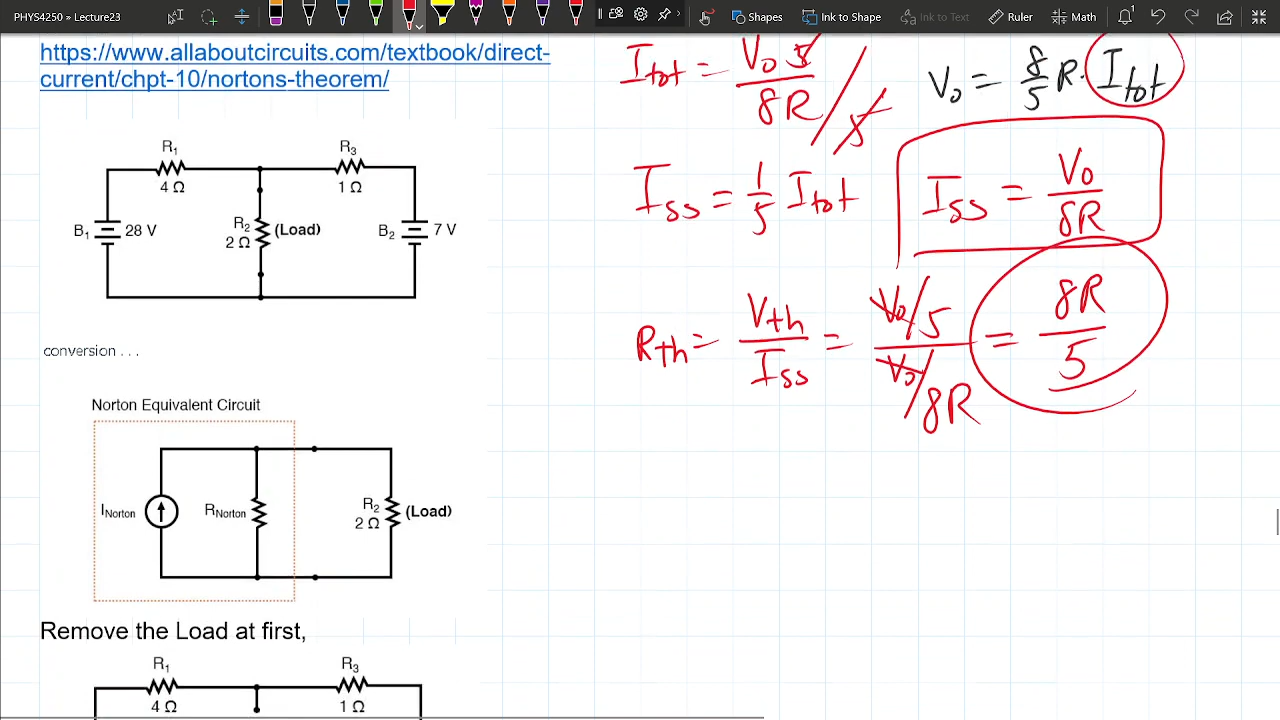 PHYS4250 » Lecture23
Shapes
Ink to Shape
Ink to Text
Ruler
Math
https://www.allaboutcircuits.com/textbook/direct-
current/chpt-10/nortons-theorem/
R1
4 Ω
R3
1 Ω
B1
28 V
R2
2 Ω
(Load)
B2
7 V
conversion . . .
Norton Equivalent Circuit
INorton
RNorton
R2
2 Ω
(Load)
Remove the Load at first,
R1
4 Ω
R3
1 Ω
Itot = V0 5 / 8R / 5
V0 = 8/5 R · Itot
Iss = 1/5 Itot
Iss = V0 / 8R
Rth = Vth / Iss = V0/5 / V0/8R = 8R / 5